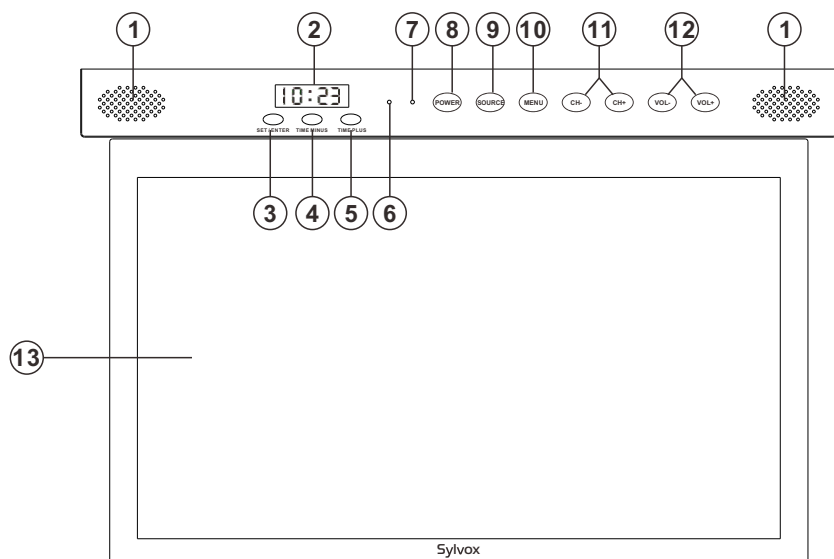 1 2 7 8 9 10 11 12 1
10:23
POWER SOURCE MENU CH- CH+ VOL- VOL+
SET / ENTER TIME MINUS TIME PLUS
3 4 5 6
13
Sylvox